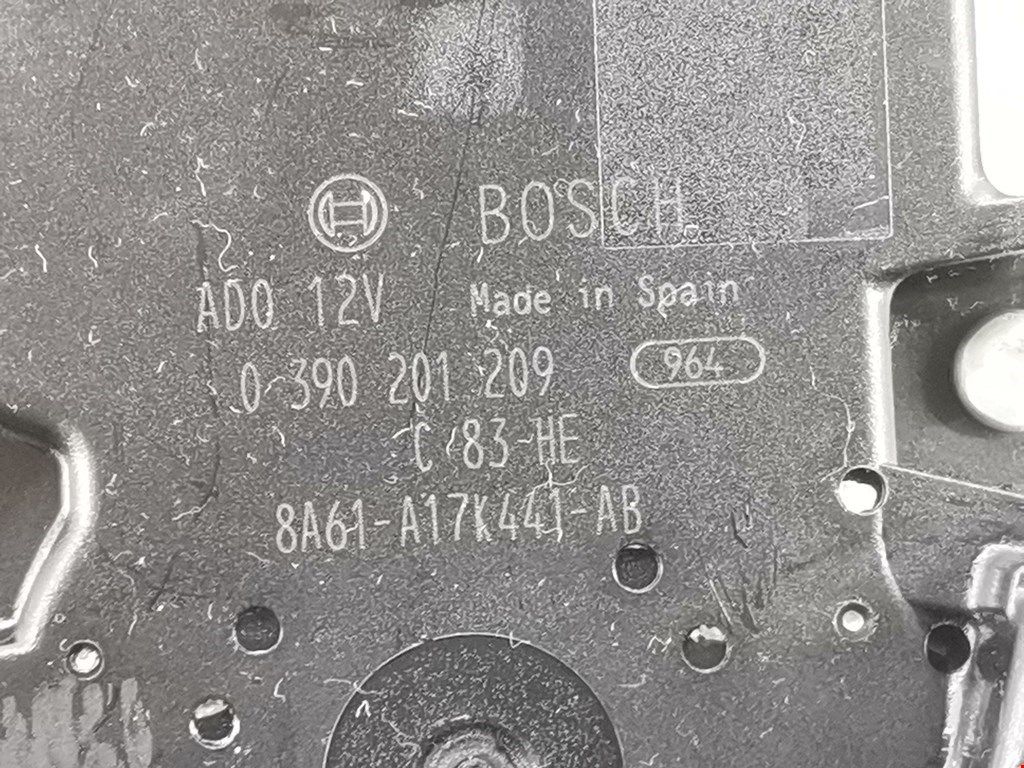 BOSCH
ADO 12V
Made in Spain
0 390 201 209
964
C 83-HE
8A61-A17K441-AB